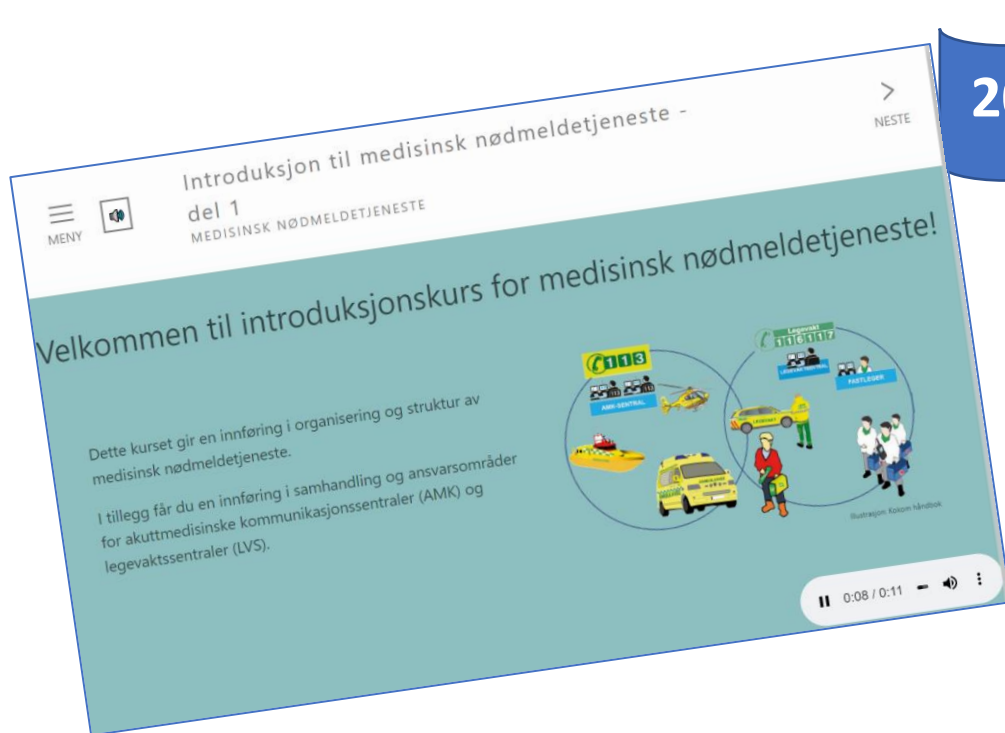 20
NESTE
Introduksjon til medisinsk nødmeldetjeneste -
del 1
MENY
MEDISINSK NØDMELDETJENESTE
Velkommen til introduksjonskurs for medisinsk nødmeldetjeneste!
Dette kurset gir en innføring i organisering og struktur av
medisinsk nødmeldetjeneste.
I tillegg får du en innføring i samhandling og ansvarsområder
for akuttmedisinske kommunikasjonssentraler (AMK) og
legevaktssentraler (LVS).
113
AMK-SENTRAL
Legevakt
116117
FASTLEGER
Illustrasjon: Kokom håndbok
0:08 / 0:11